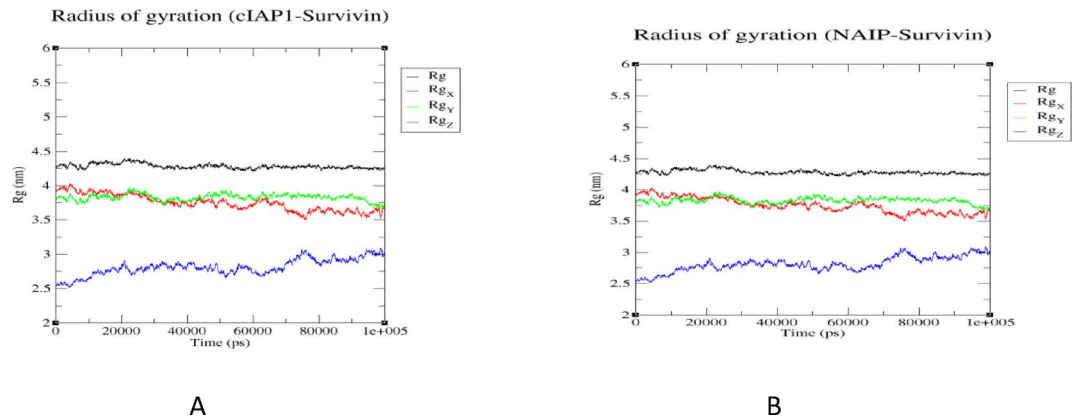 Radius of gyration (cIAP1-Survivin)
6
5.5
5
4.5
4
3.5
3
2.5
2
Rg (nm)
0
20000
40000
60000
80000
1e+005
Time (ps)
Rg
RgX
RgY
RgZ
A
Radius of gyration (NAIP-Survivin)
6
5.5
5
4.5
4
3.5
3
2.5
2
Rg (nm)
0
20000
40000
60000
80000
1e+005
Time (ps)
Rg
RgX
RgY
RgZ
B